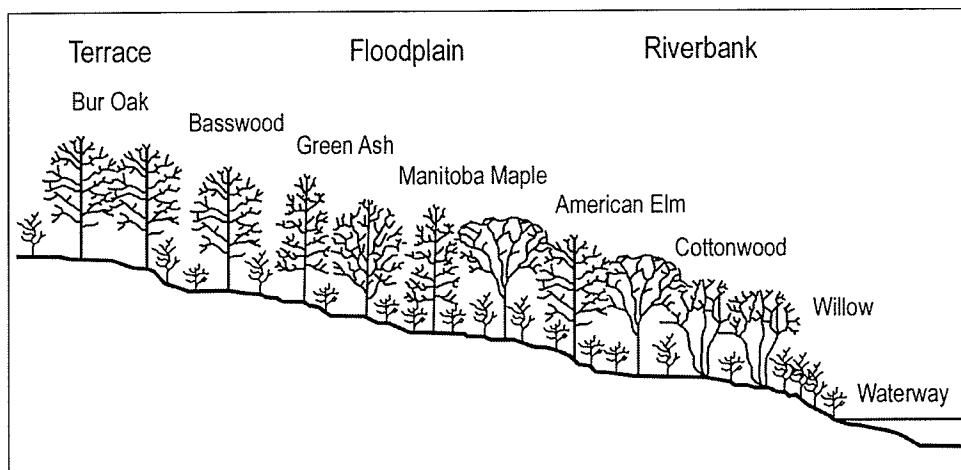 Terrace
Floodplain
Riverbank
Bur Oak
Basswood
Green Ash
Manitoba Maple
American Elm
Cottonwood
Willow
Waterway